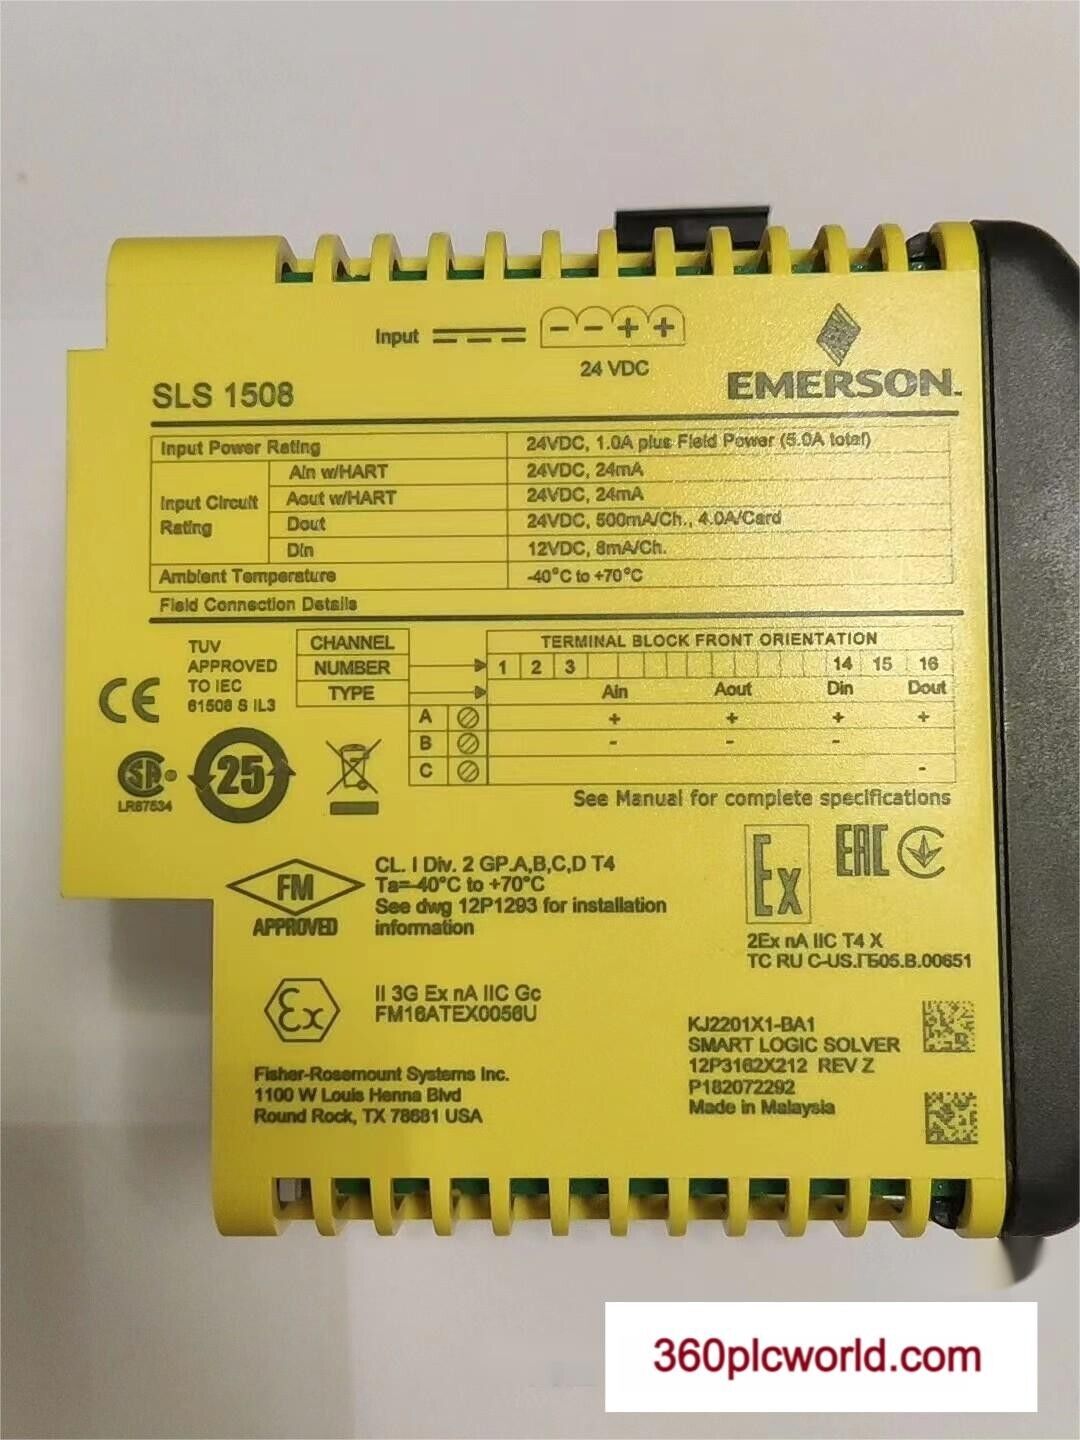 Input − − + +
24 VDC
SLS 1508
EMERSON.
Input Power Rating 24VDC, 1.0A plus Field Power (5.0A total)
Input Circuit Rating
Ain w/HART 24VDC, 24mA
Aout w/HART 24VDC, 24mA
Dout 24VDC, 500mA/Ch., 4.0A/Card
Din 12VDC, 8mA/Ch.
Ambient Temperature -40°C to +70°C
Field Connection Details
TUV
APPROVED
TO IEC
61508 S IL3
CE
CHANNEL
NUMBER
TYPE
TERMINAL BLOCK FRONT ORIENTATION
1 2 3 14 15 16
Ain Aout Din Dout
A + + + +
B - - -
C -
SA
LR67534
25
See Manual for complete specifications
FM
APPROVED
CL. I Div. 2 GP.A,B,C,D T4
Ta=-40°C to +70°C
See dwg 12P1293 for installation
information
Ex
EAC
2Ex nA IIC T4 X
TC RU C-US.ГБ05.B.00651
Ex
II 3G Ex nA IIC Gc
FM16ATEX0056U
Fisher-Rosemount Systems Inc.
1100 W Louis Henna Blvd
Round Rock, TX 78681 USA
KJ2201X1-BA1
SMART LOGIC SOLVER
12P3162X212 REV Z
P182072292
Made in Malaysia
360plcworld.com